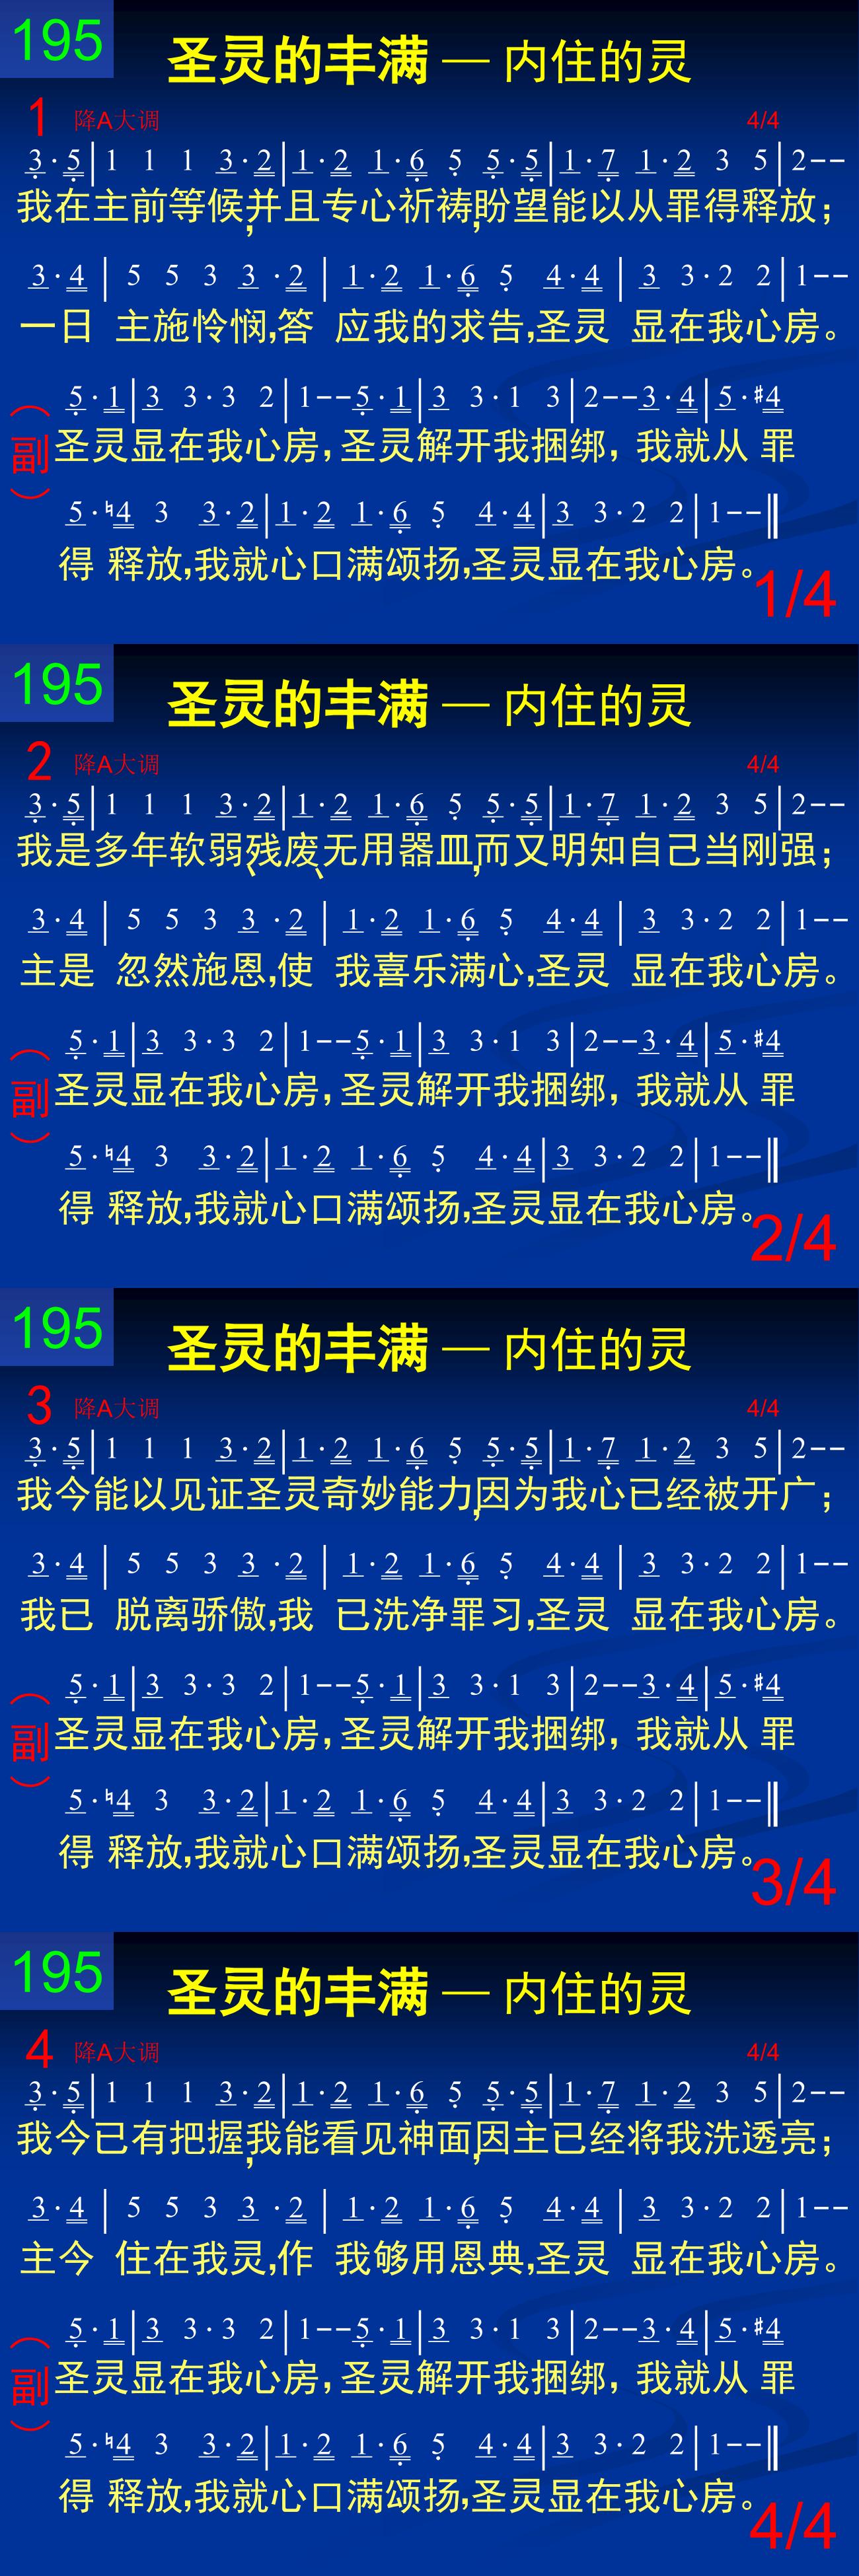 195
圣灵的丰满 — 内住的灵
1 降A大调 4/4
3·5|1 1 1 3·2|1·2 1·6 5 5·5|1·7 1·2 3 5|2--
我在主前等候,并且专心祈祷,盼望能以从罪得释放;
3·4|5 5 3 3·2|1·2 1·6 5 4·4|3 3·2 2|1--
一日 主施怜悯,答 应我的求告,圣灵 显在我心房。
5·1|3 3·3 2|1--5·1|3 3·1 3|2--3·4|5·#4
(副) 圣灵显在我心房,圣灵解开我捆绑,我就从 罪
5·♮4 3 3·2|1·2 1·6 5 4·4|3 3·2 2|1--‖
得 释放,我就心口满颂扬,圣灵显在我心房。
1/4
195
圣灵的丰满 — 内住的灵
2 降A大调 4/4
3·5|1 1 1 3·2|1·2 1·6 5 5·5|1·7 1·2 3 5|2--
我是多年软弱、残废、无用器皿,而又明知自己当刚强;
3·4|5 5 3 3·2|1·2 1·6 5 4·4|3 3·2 2|1--
主是 忽然施恩,使 我喜乐满心,圣灵 显在我心房。
5·1|3 3·3 2|1--5·1|3 3·1 3|2--3·4|5·#4
(副) 圣灵显在我心房,圣灵解开我捆绑,我就从 罪
5·♮4 3 3·2|1·2 1·6 5 4·4|3 3·2 2|1--‖
得 释放,我就心口满颂扬,圣灵显在我心房。
2/4
195
圣灵的丰满 — 内住的灵
3 降A大调 4/4
3·5|1 1 1 3·2|1·2 1·6 5 5·5|1·7 1·2 3 5|2--
我今能以见证圣灵奇妙能力,因为我心已经被开广;
3·4|5 5 3 3·2|1·2 1·6 5 4·4|3 3·2 2|1--
我已 脱离骄傲,我 已洗净罪习,圣灵 显在我心房。
5·1|3 3·3 2|1--5·1|3 3·1 3|2--3·4|5·#4
(副) 圣灵显在我心房,圣灵解开我捆绑,我就从 罪
5·♮4 3 3·2|1·2 1·6 5 4·4|3 3·2 2|1--‖
得 释放,我就心口满颂扬,圣灵显在我心房。
3/4
195
圣灵的丰满 — 内住的灵
4 降A大调 4/4
3·5|1 1 1 3·2|1·2 1·6 5 5·5|1·7 1·2 3 5|2--
我今已有把握,我能看见神面,因主已经将我洗透亮;
3·4|5 5 3 3·2|1·2 1·6 5 4·4|3 3·2 2|1--
主今 住在我灵,作 我够用恩典,圣灵 显在我心房。
5·1|3 3·3 2|1--5·1|3 3·1 3|2--3·4|5·#4
(副) 圣灵显在我心房,圣灵解开我捆绑,我就从 罪
5·♮4 3 3·2|1·2 1·6 5 4·4|3 3·2 2|1--‖
得 释放,我就心口满颂扬,圣灵显在我心房。
4/4